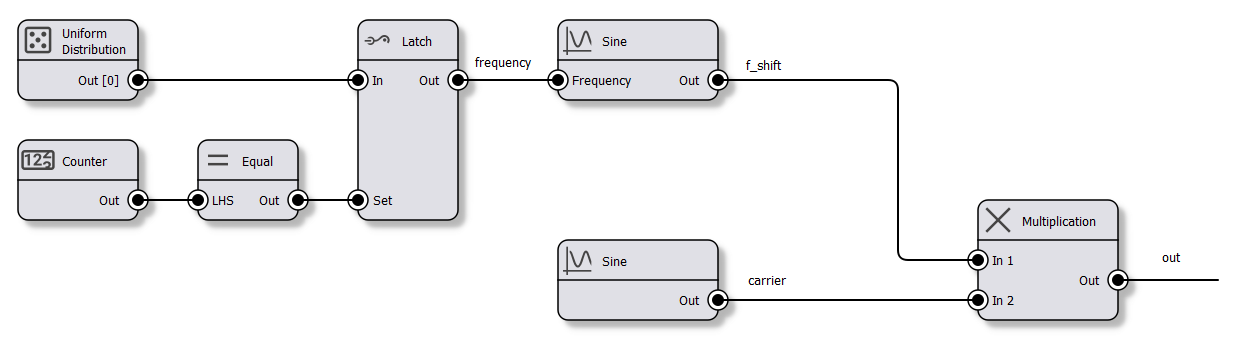 Uniform
Distribution
Out [0]
Latch
In
Out
Set
frequency
Sine
Frequency
Out
f_shift
Counter
Out
Equal
LHS
Out
Sine
Out
carrier
Multiplication
In 1
In 2
Out
out